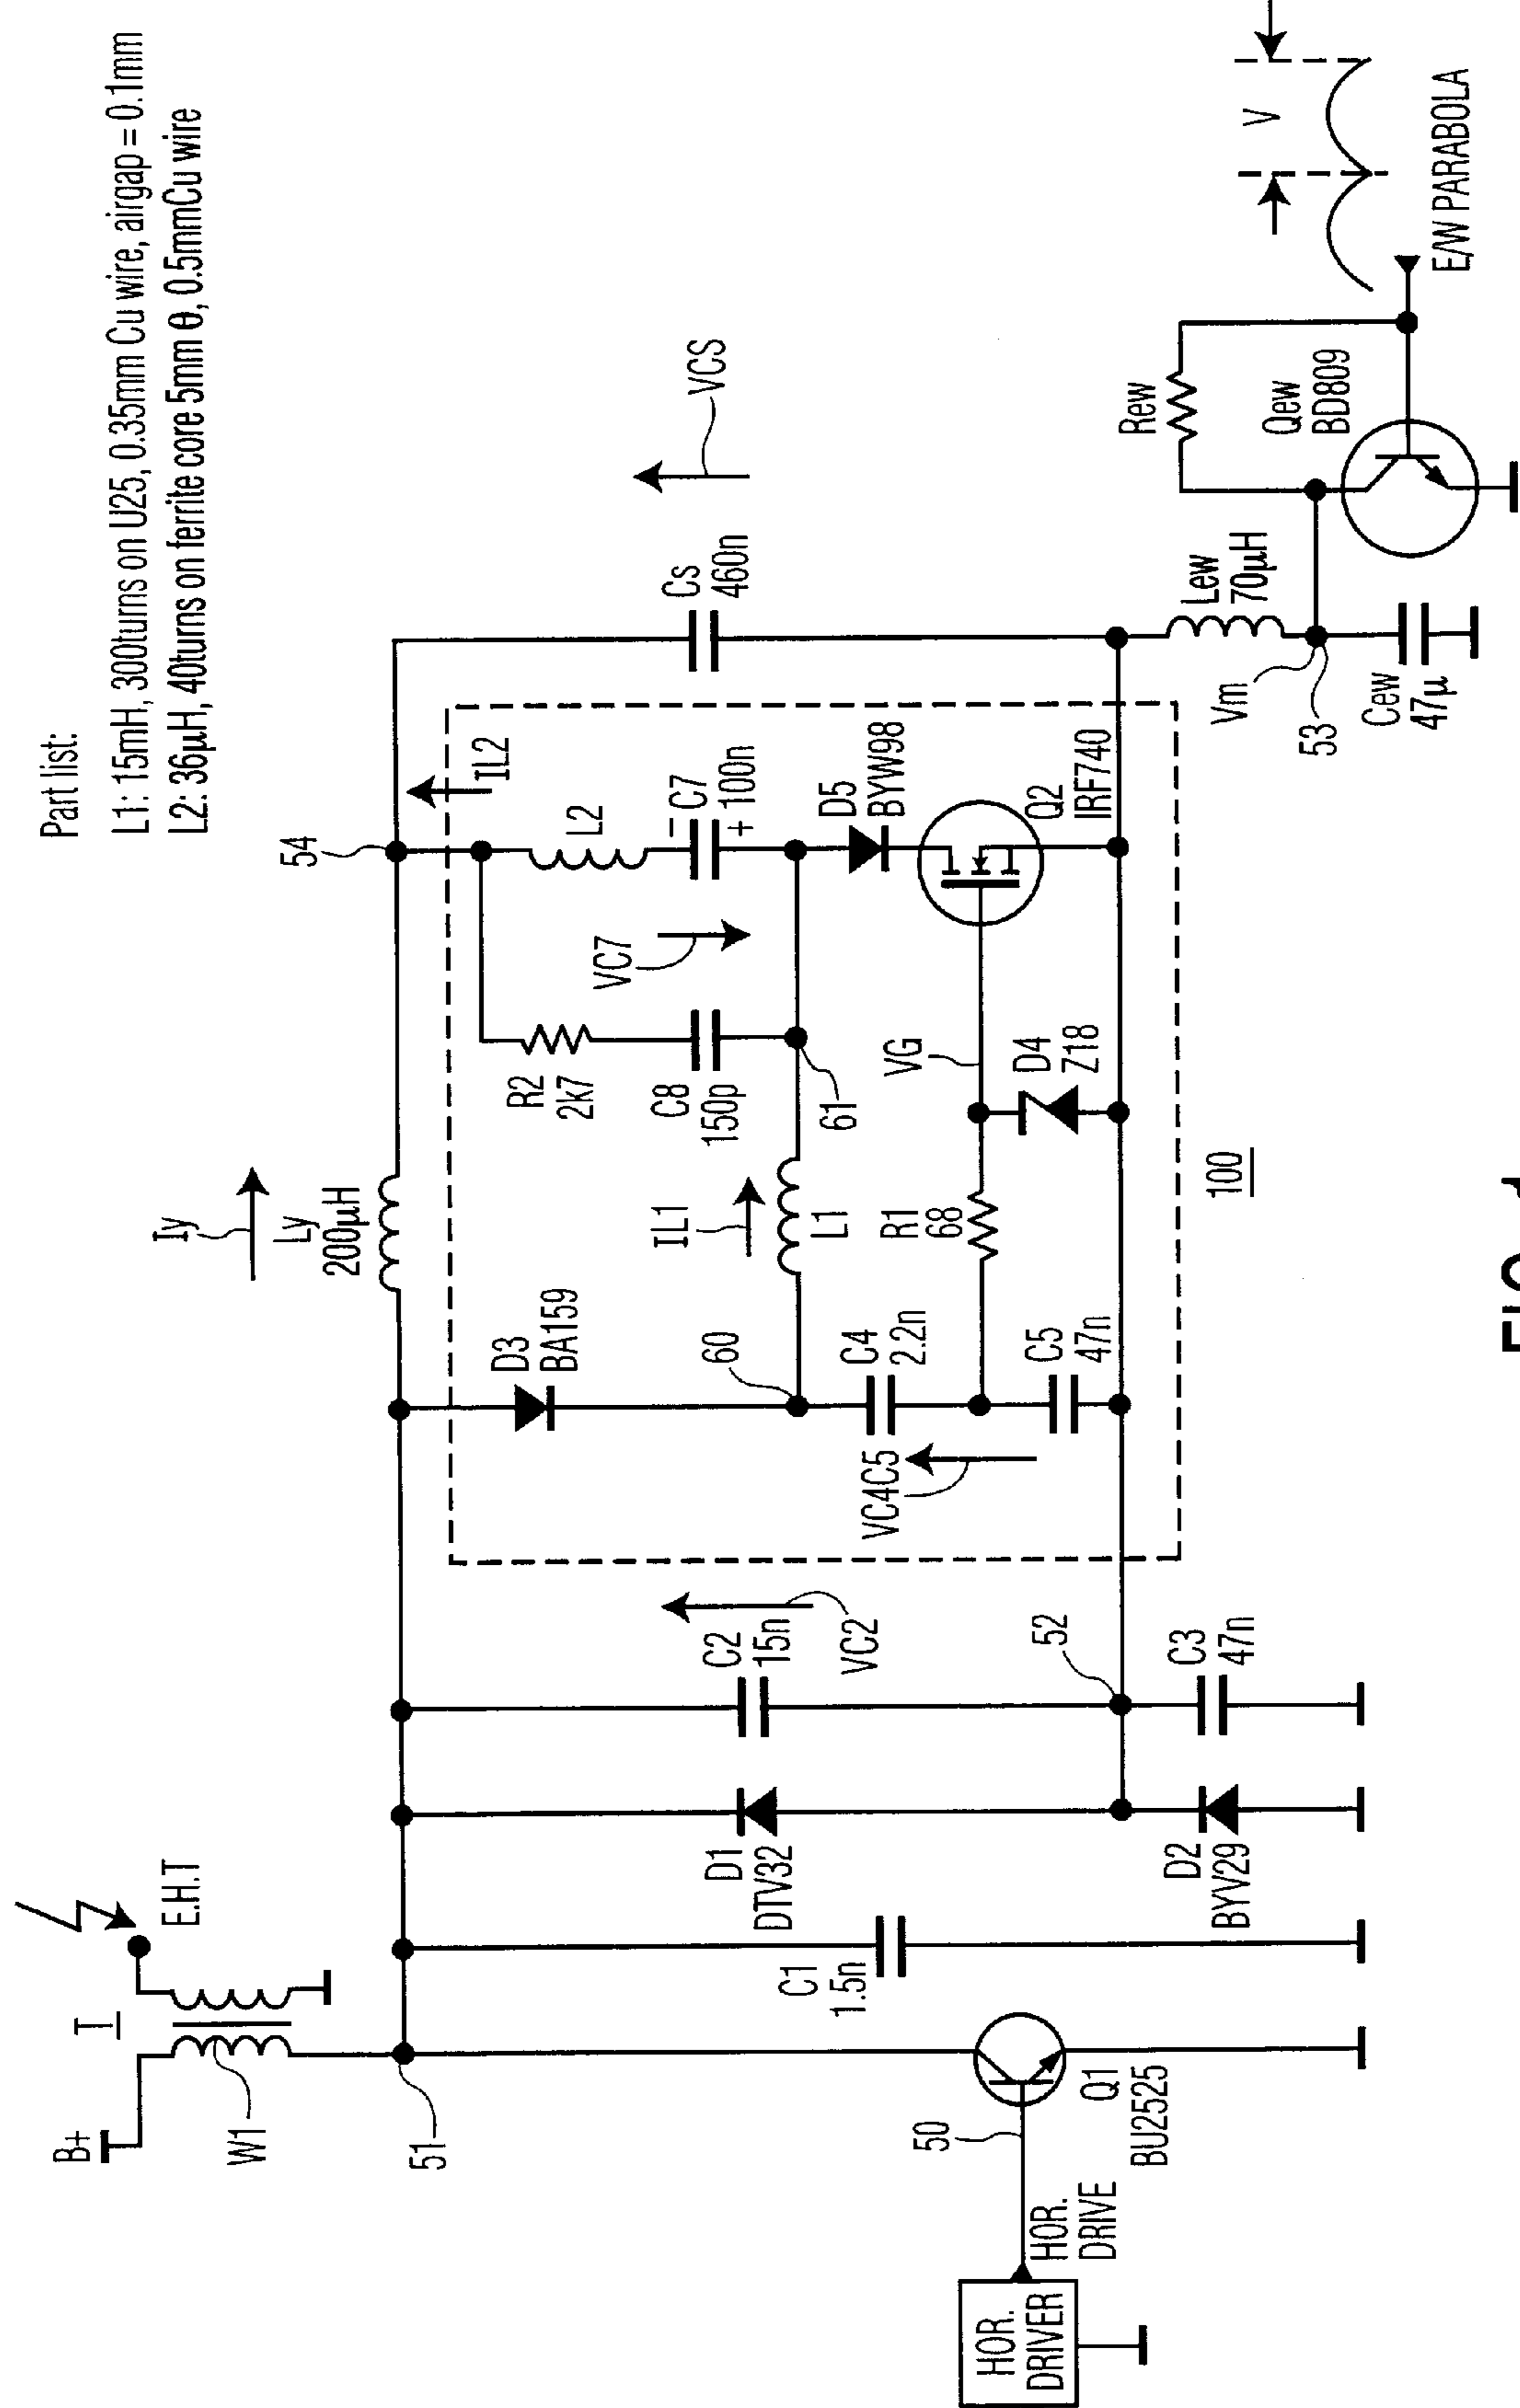 Part list:
L1: 15mH, 300turns on U25, 0.35mm Cu wire, airgap = 0.1mm
L2: 36µH, 40turns on ferrite core 5mm θ, 0.5mmCu wire
T
E.H.T
B+
W1
51
Iy
Ly
200µH
54
IL2
VCS
D3
BA159
60
IL1
L1
R2
2k7
C8
150p
61
VC7
L2
C7
− +
100n
Cs
460n
D5
BYW98
Q2
IRF740
VG
D4
Z18
R1
68
C4
2.2n
C5
47n
VC4C5
100
C2
15n
VC2
52
C3
47n
D1
DTV32
D2
BYV29
C1
1.5n
50
Q1
BU2525
HOR.
DRIVER
HOR.
DRIVE
Lew
70µH
Vm
53
Cew
47µ
Rew
Qew
BD809
V
E/W PARABOLA